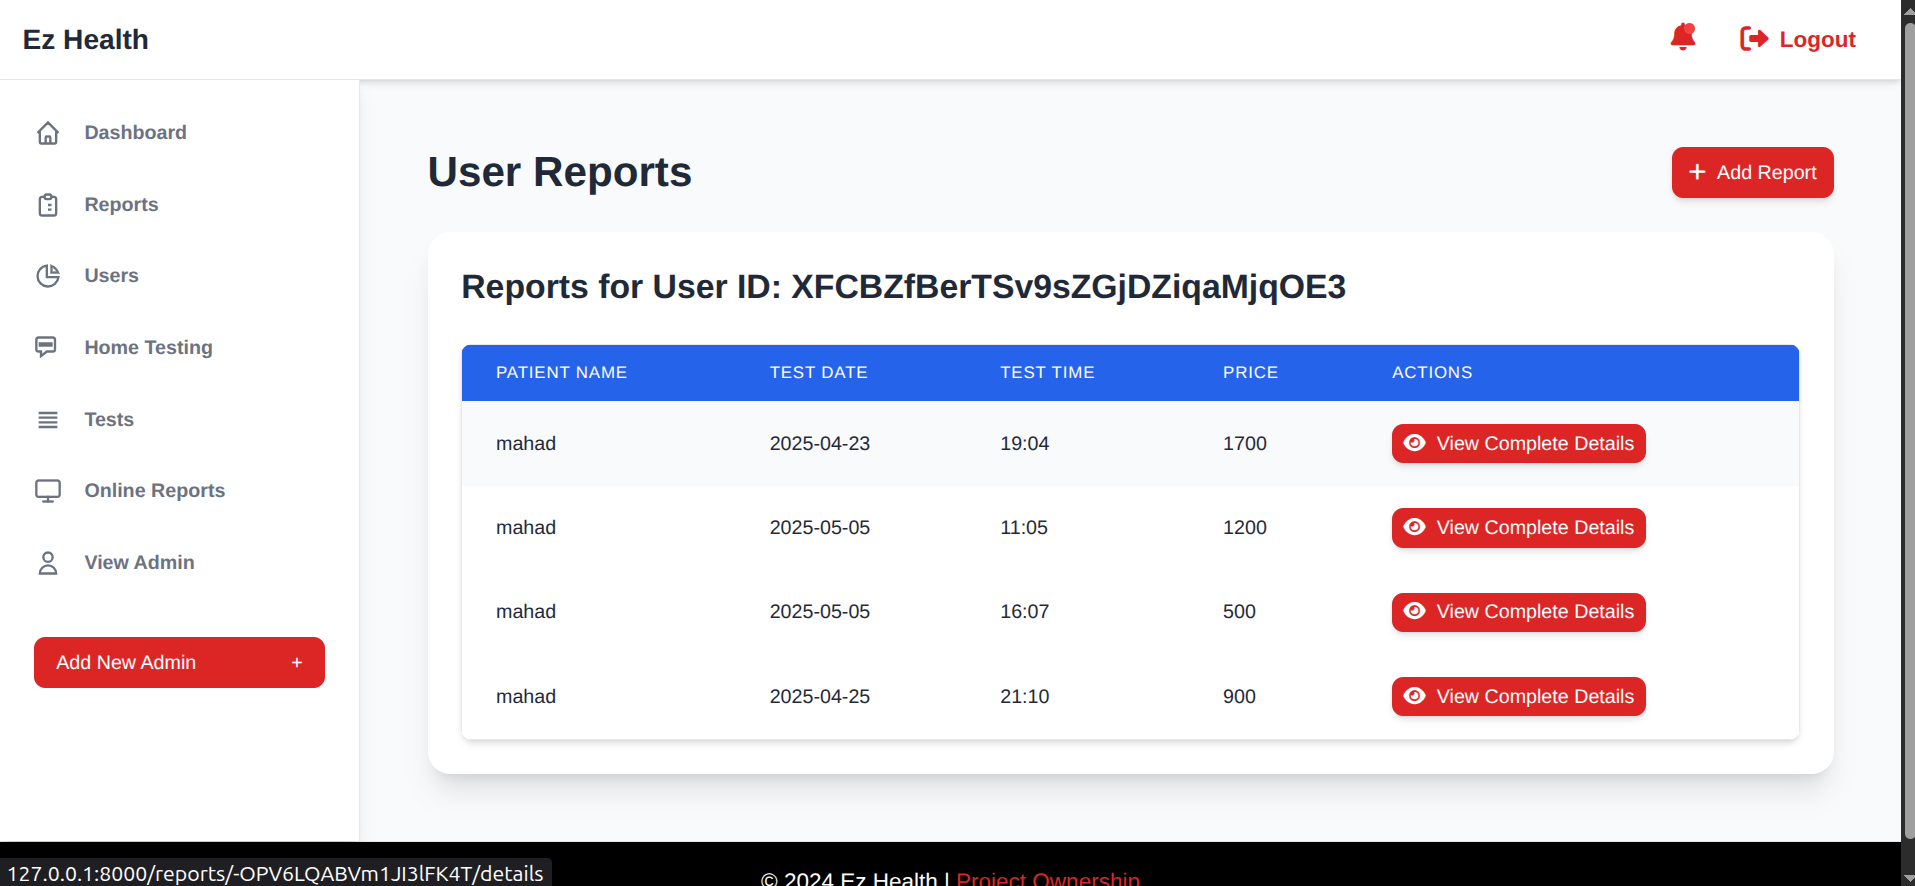 Ez Health
Logout
Dashboard
Reports
Users
Home Testing
Tests
Online Reports
View Admin
Add New Admin +
User Reports
+ Add Report
Reports for User ID: XFCBZfBerTSv9sZGjDZiqaMjqOE3
PATIENT NAME TEST DATE TEST TIME PRICE ACTIONS
mahad 2025-04-23 19:04 1700 View Complete Details
mahad 2025-05-05 11:05 1200 View Complete Details
mahad 2025-05-05 16:07 500 View Complete Details
mahad 2025-04-25 21:10 900 View Complete Details
127.0.0.1:8000/reports/-OPV6LQABVm1JI3lFK4T/details
© 2024 Ez Health | Project Ownership